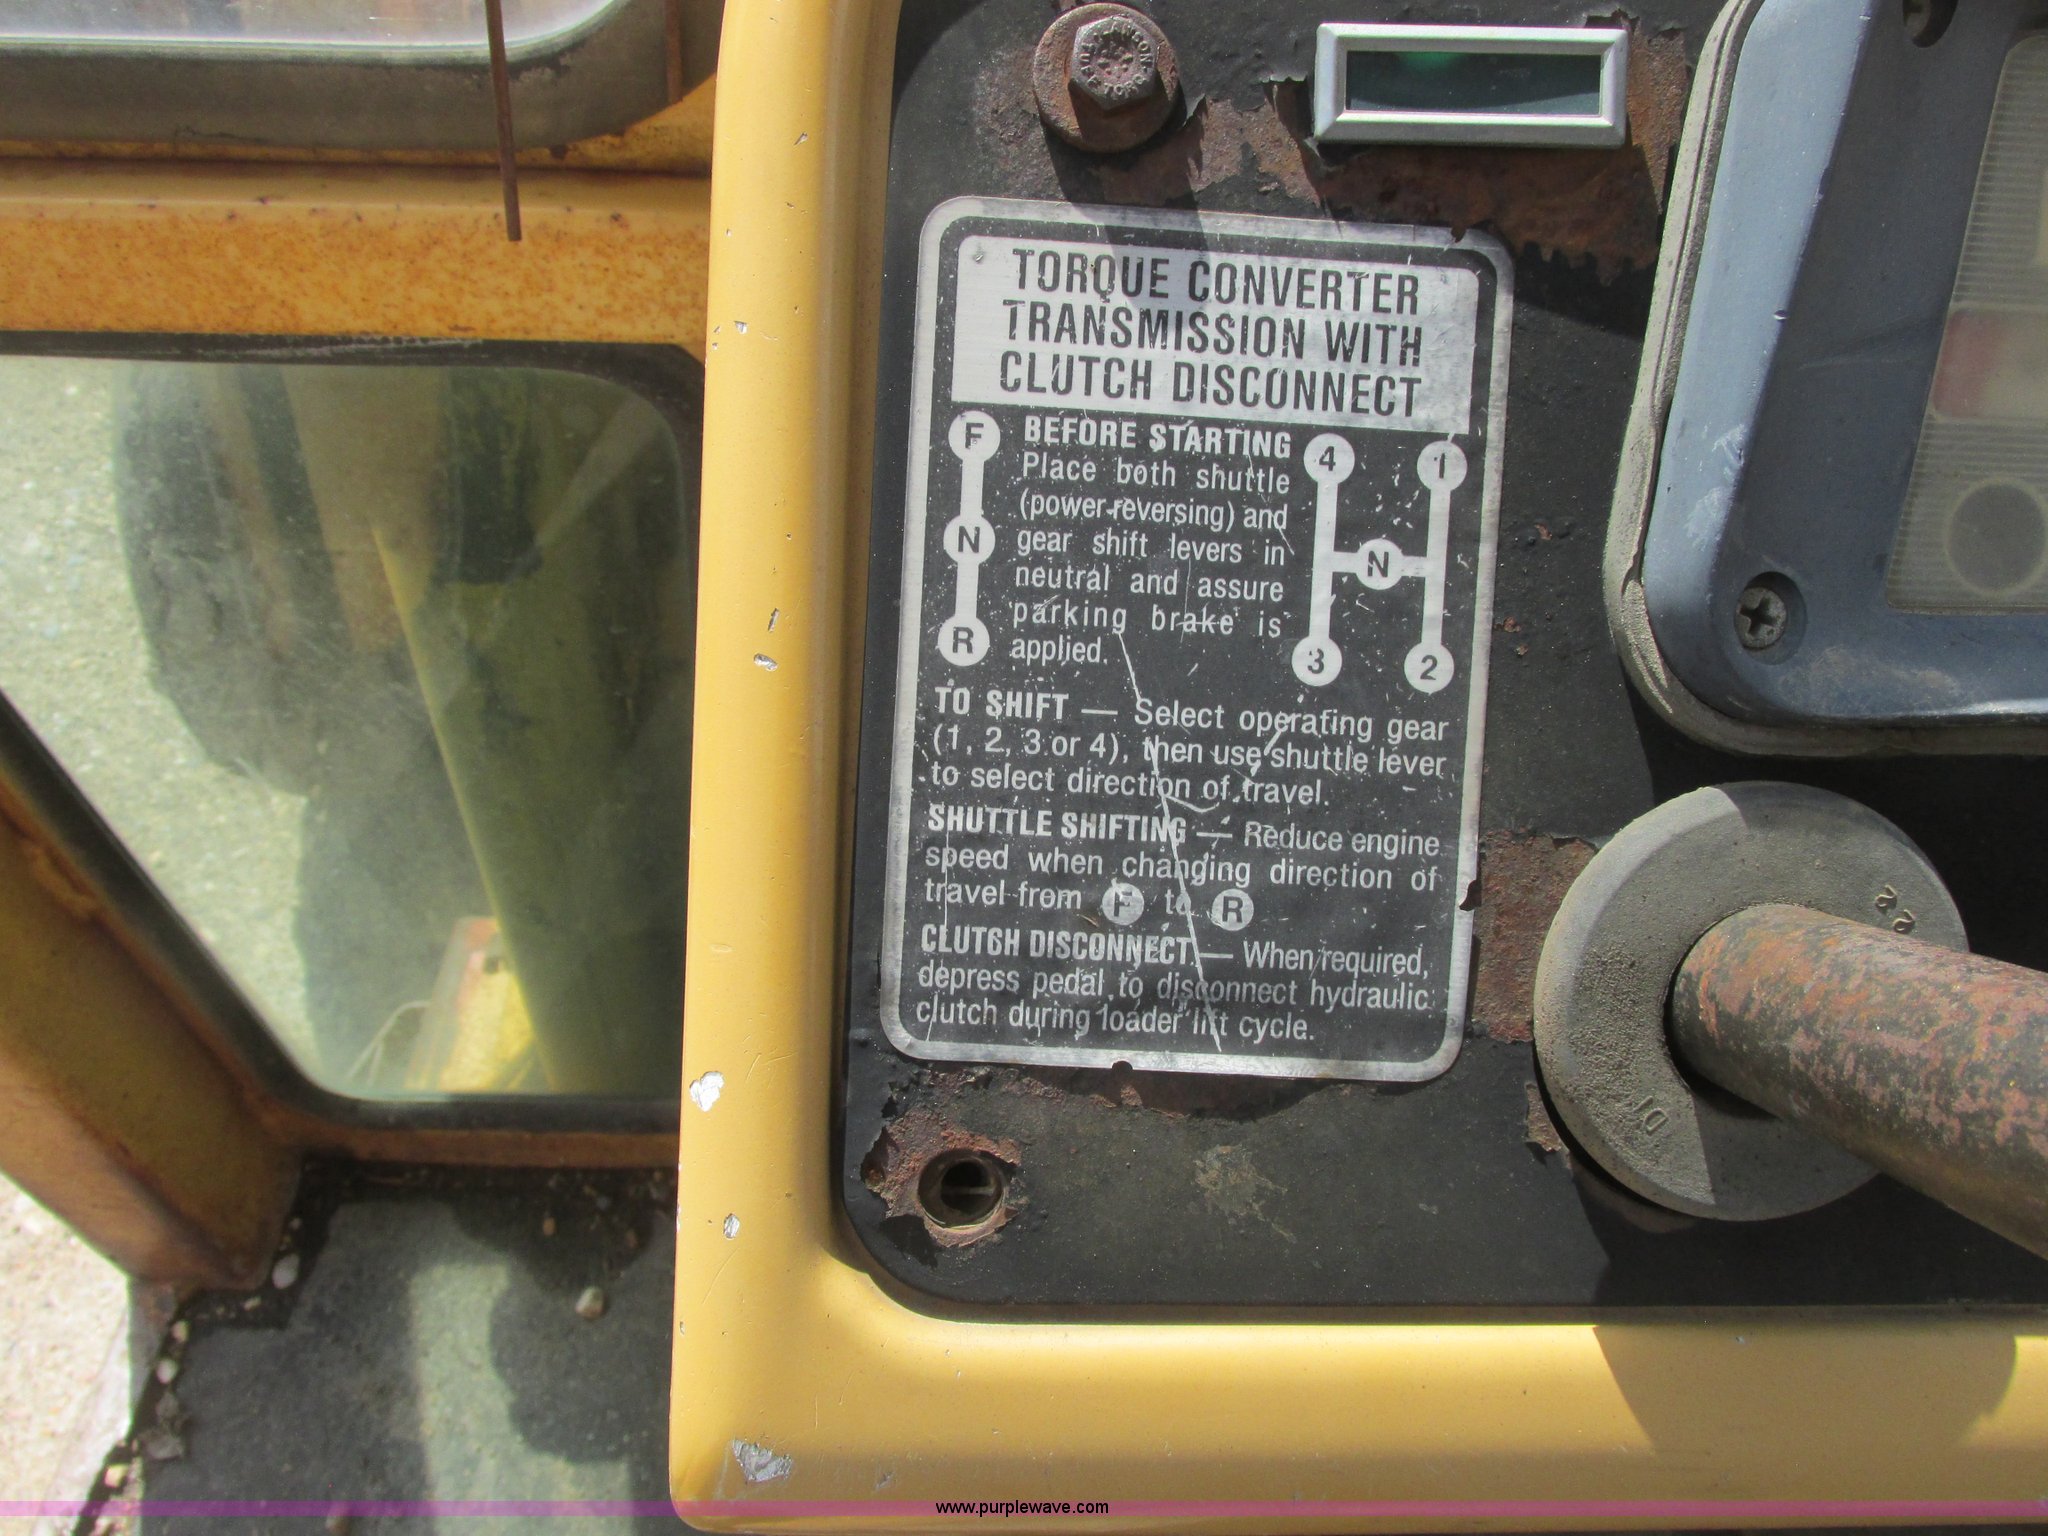 TORQUE CONVERTER
TRANSMISSION WITH
CLUTCH DISCONNECT
F
N
R
BEFORE STARTING
Place both shuttle
(power reversing) and
gear shift levers in
neutral and assure
parking brake is
applied.
4 1
N
3 2
TO SHIFT — Select operating gear
(1, 2, 3 or 4), then use shuttle lever
to select direction of travel.
SHUTTLE SHIFTING — Reduce engine
speed when changing direction of
travel from F to R
CLUTCH DISCONNECT — When required,
depress pedal to disconnect hydraulic
clutch during loader lift cycle.
22
D1
www.purplewave.com